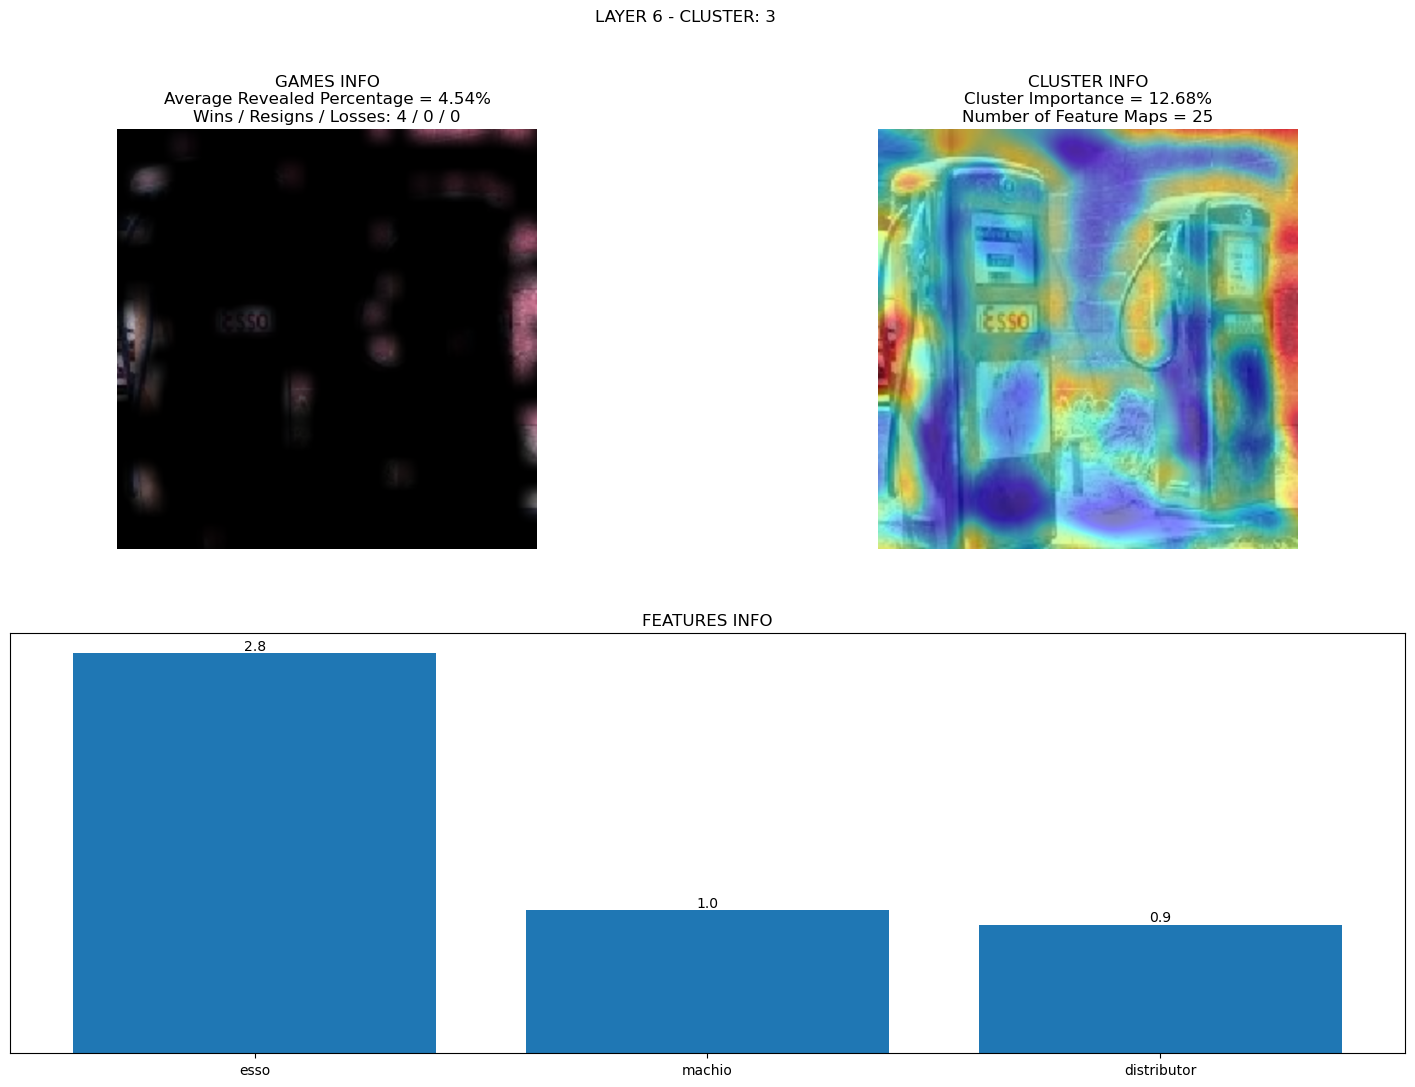 LAYER 6 - CLUSTER: 3
GAMES INFO
Average Revealed Percentage = 4.54%
Wins / Resigns / Losses: 4 / 0 / 0
ESSO
CLUSTER INFO
Cluster Importance = 12.68%
Number of Feature Maps = 25
ESSO
ESSO
FEATURES INFO
2.8
1.0
0.9
esso
machio
distributor